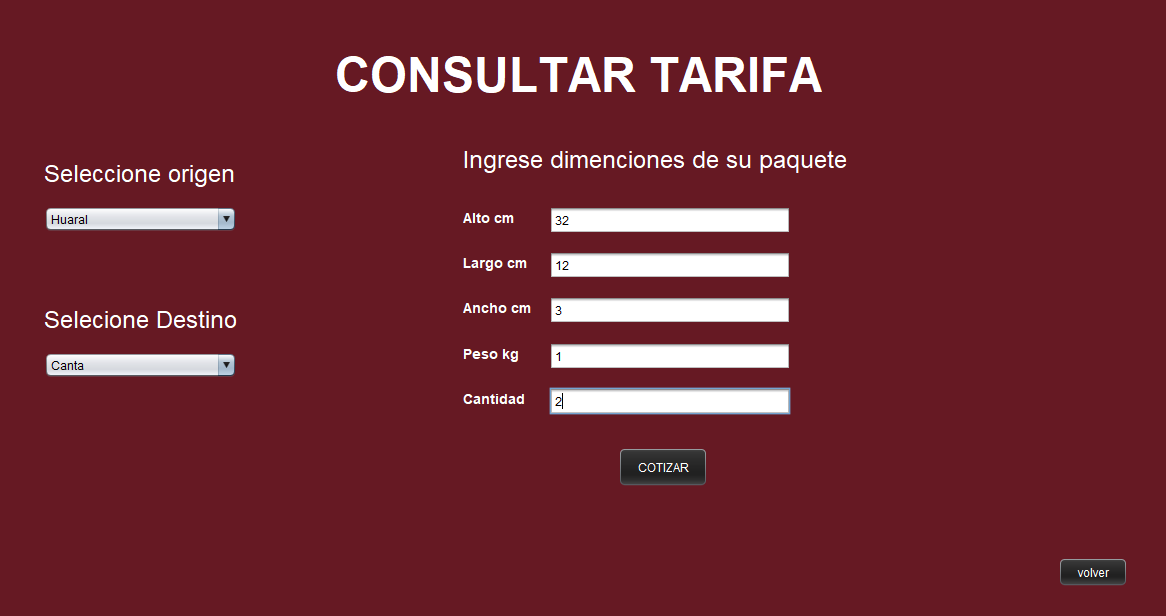 CONSULTAR TARIFA
Seleccione origen
Huaral
Selecione Destino
Canta
Ingrese dimenciones de su paquete
Alto cm 32
Largo cm 12
Ancho cm 3
Peso kg 1
Cantidad 2
COTIZAR
volver